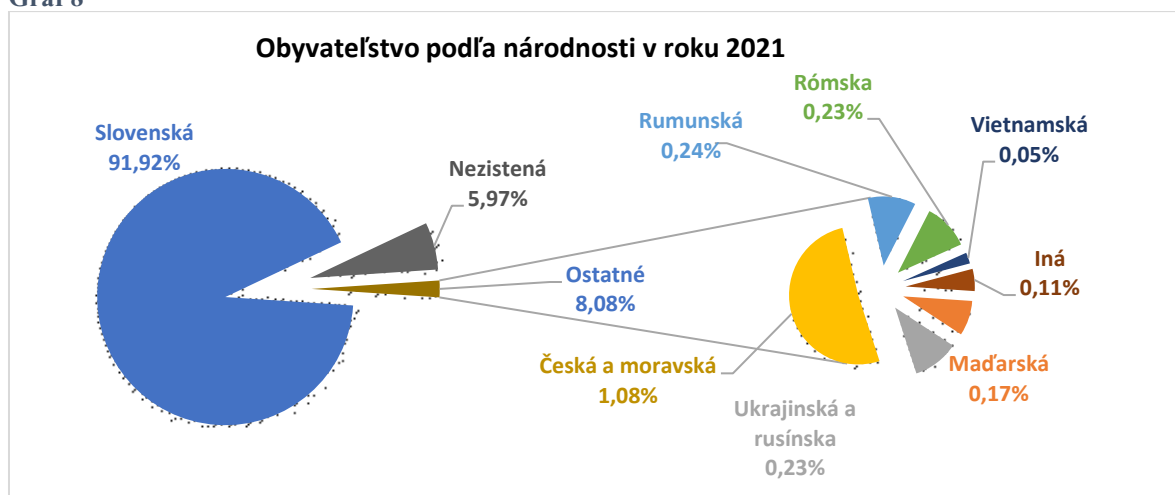 Graf 8
Obyvateľstvo podľa národnosti v roku 2021
Slovenská
91,92%
Nezistená
5,97%
Ostatné
8,08%
Česká a moravská
1,08%
Rumunská
0,24%
Rómska
0,23%
Vietnamská
0,05%
Iná
0,11%
Maďarská
0,17%
Ukrajinská a
rusínska
0,23%